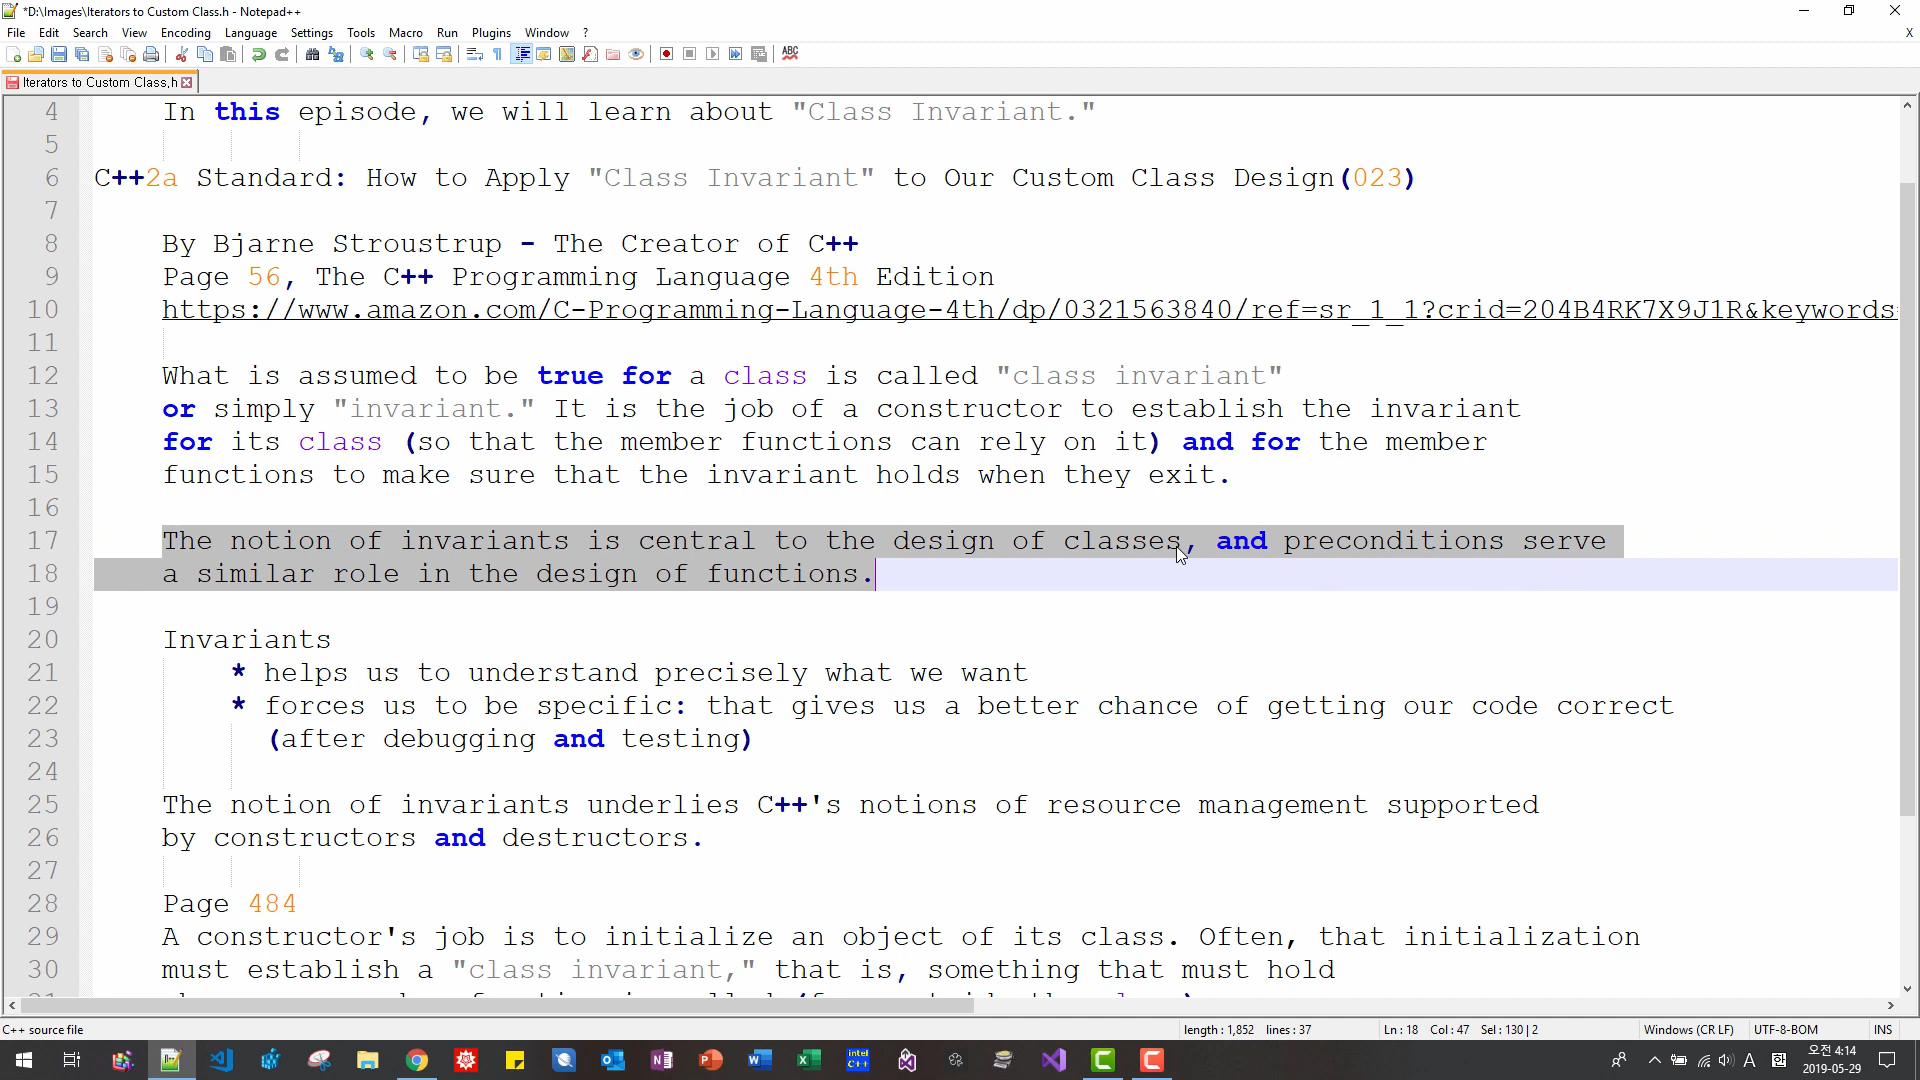 *D:\Images\Iterators to Custom Class.h - Notepad++
File Edit Search View Encoding Language Settings Tools Macro Run Plugins Window ? X
Iterators to Custom Class.h
4 In this episode, we will learn about "Class Invariant."
5
6 C++2a Standard: How to Apply "Class Invariant" to Our Custom Class Design(023)
7
8 By Bjarne Stroustrup - The Creator of C++
9 Page 56, The C++ Programming Language 4th Edition
10 https://www.amazon.com/C-Programming-Language-4th/dp/0321563840/ref=sr_1_1?crid=204B4RK7X9J1R&keywords
11
12 What is assumed to be true for a class is called "class invariant"
13 or simply "invariant." It is the job of a constructor to establish the invariant
14 for its class (so that the member functions can rely on it) and for the member
15 functions to make sure that the invariant holds when they exit.
16
17 The notion of invariants is central to the design of classes, and preconditions serve
18 a similar role in the design of functions.
19
20 Invariants
21 * helps us to understand precisely what we want
22 * forces us to be specific: that gives us a better chance of getting our code correct
23 (after debugging and testing)
24
25 The notion of invariants underlies C++'s notions of resource management supported
26 by constructors and destructors.
27
28 Page 484
29 A constructor's job is to initialize an object of its class. Often, that initialization
30 must establish a "class invariant," that is, something that must hold
C++ source file length : 1,852 lines : 37 Ln : 18 Col : 47 Sel : 130 | 2 Windows (CR LF) UTF-8-BOM INS
intel C++ A 한 오전 4:14
2019-05-29